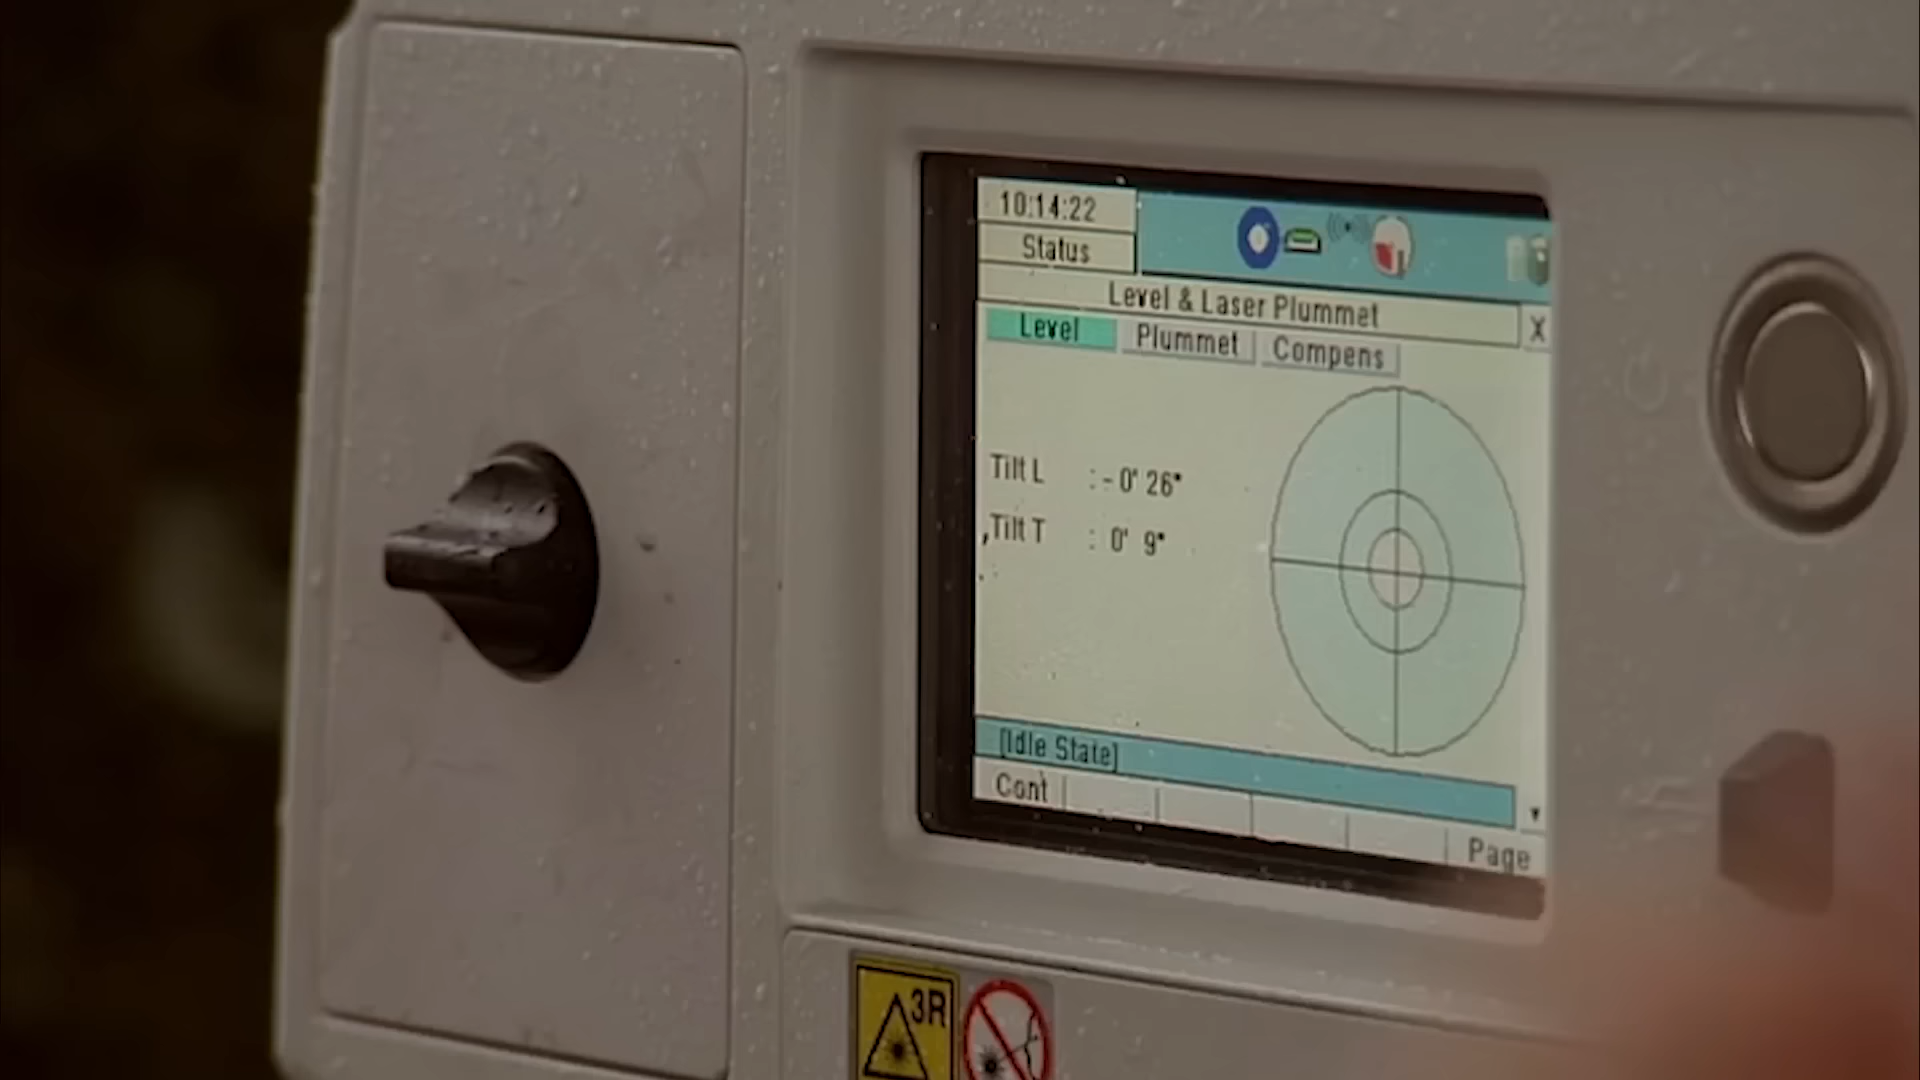 10:14:22
Status
Level & Laser Plummet X
Level Plummet Compens
Tilt L : - 0' 26"
Tilt T : 0' 9"
[Idle State]
Cont Page
3R